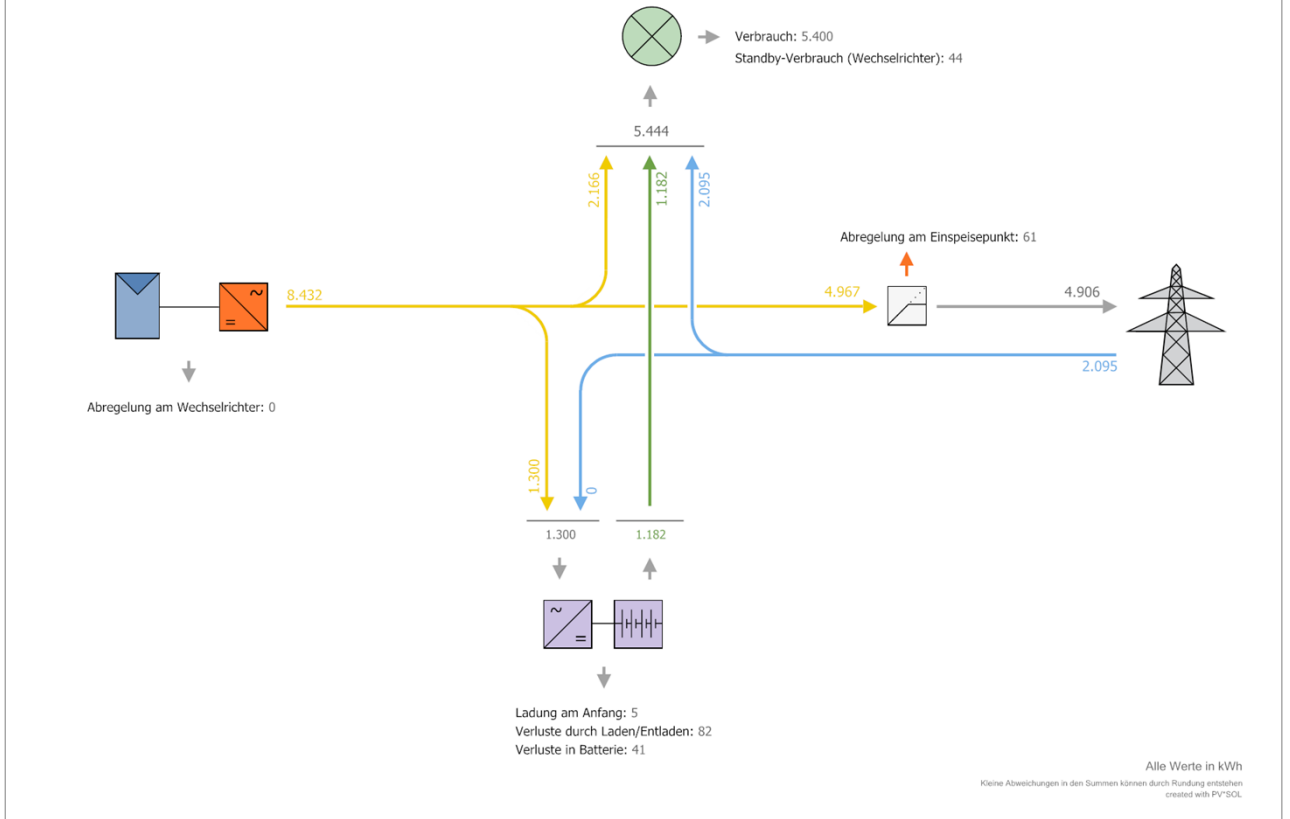 Verbrauch: 5.400
Standby-Verbrauch (Wechselrichter): 44
5.444
2.166
1.182
2.095
Abregelung am Einspeisepunkt: 61
8.432
4.967
4.906
2.095
Abregelung am Wechselrichter: 0
1.300
0
1.300
1.182
Ladung am Anfang: 5
Verluste durch Laden/Entladen: 82
Verluste in Batterie: 41
Alle Werte in kWh
Kleine Abweichungen in den Summen können durch Rundung entstehen
created with PV*SOL